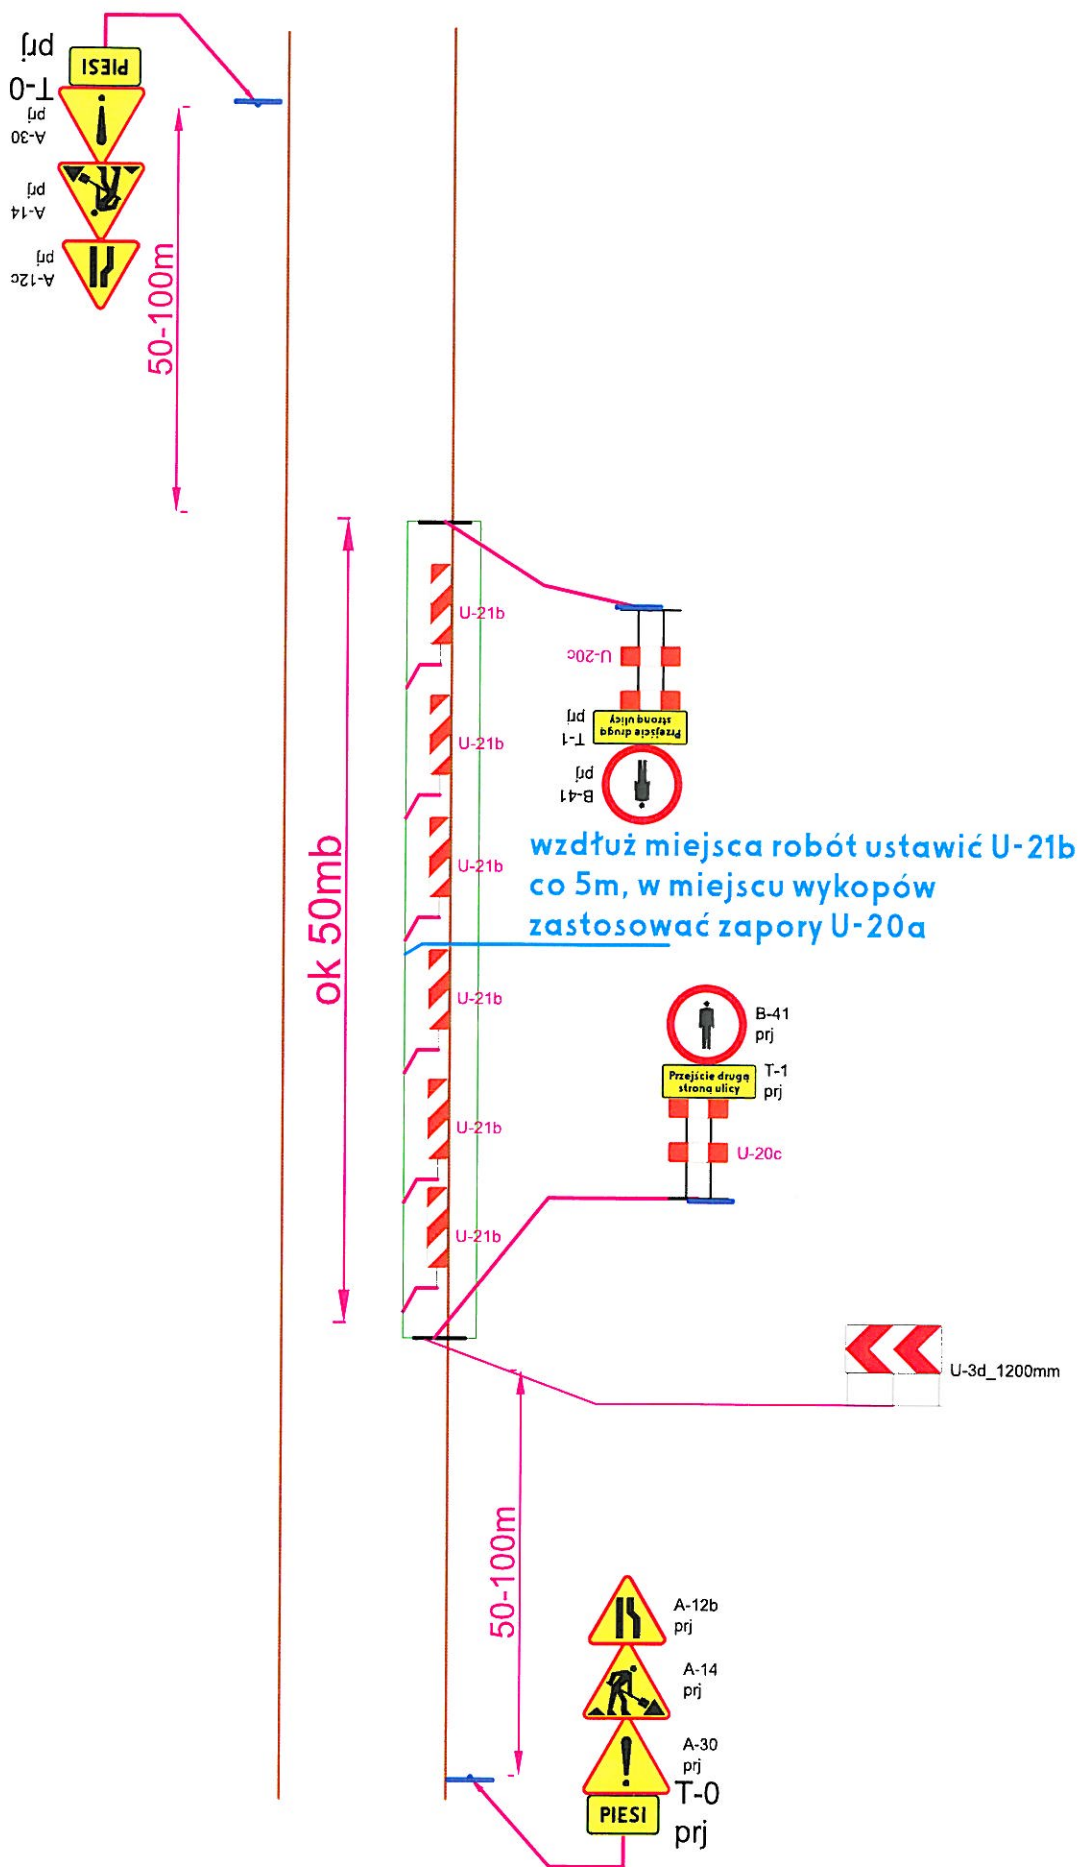 prj
PIESI
T-0
prj
A-30
prj
A-14
prj
A-12c
50-100m
U-21b
U-20c
U-21b
prj
T-1
Przejście drugą
stroną ulicy
prj
B-41
wzdłuż miejsca robót ustawić U-21b
co 5m, w miejscu wykopów
zastosować zapory U-20a
U-21b
ok 50mb
U-21b
B-41
prj
Przejście drugą
stroną ulicy
T-1
prj
U-21b
U-20c
U-21b
U-3d_1200mm
50-100m
A-12b
prj
A-14
prj
A-30
prj
T-0
PIESI
prj